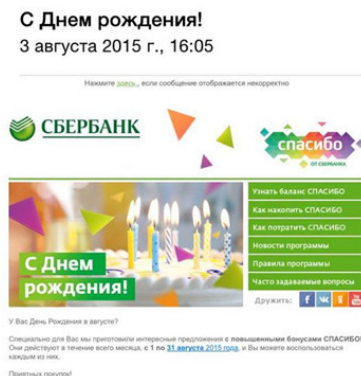 С Днем рождения!
3 августа 2015 г., 16:05
Нажмите здесь, если сообщение отображается некорректно
СБЕРБАНК
спасибо
ОТ СБЕРБАНКА
Узнать баланс СПАСИБО
Как накопить СПАСИБО
Как потратить СПАСИБО
Новости программы
Правила программы
Часто задаваемые вопросы
С Днем
рождения!
Дружить:
У Вас День Рождения в августе?
Специально для Вас мы приготовили интересные предложения с повышенными бонусами СПАСИБО!
Они действуют в течение всего месяца, с 1 по 31 августа 2015 года, и Вы можете воспользоваться
каждым из них.
Приятных покупок!